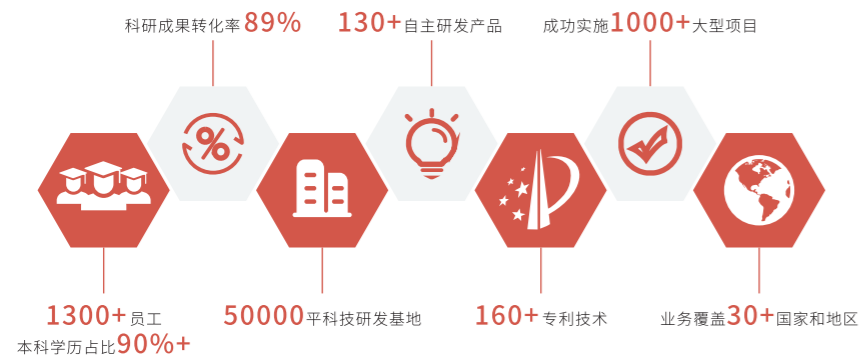 科研成果转化率 89%
130+自主研发产品
成功实施1000+大型项目
1300+员工
本科学历占比90%+
50000平科技研发基地
160+专利技术
业务覆盖30+国家和地区